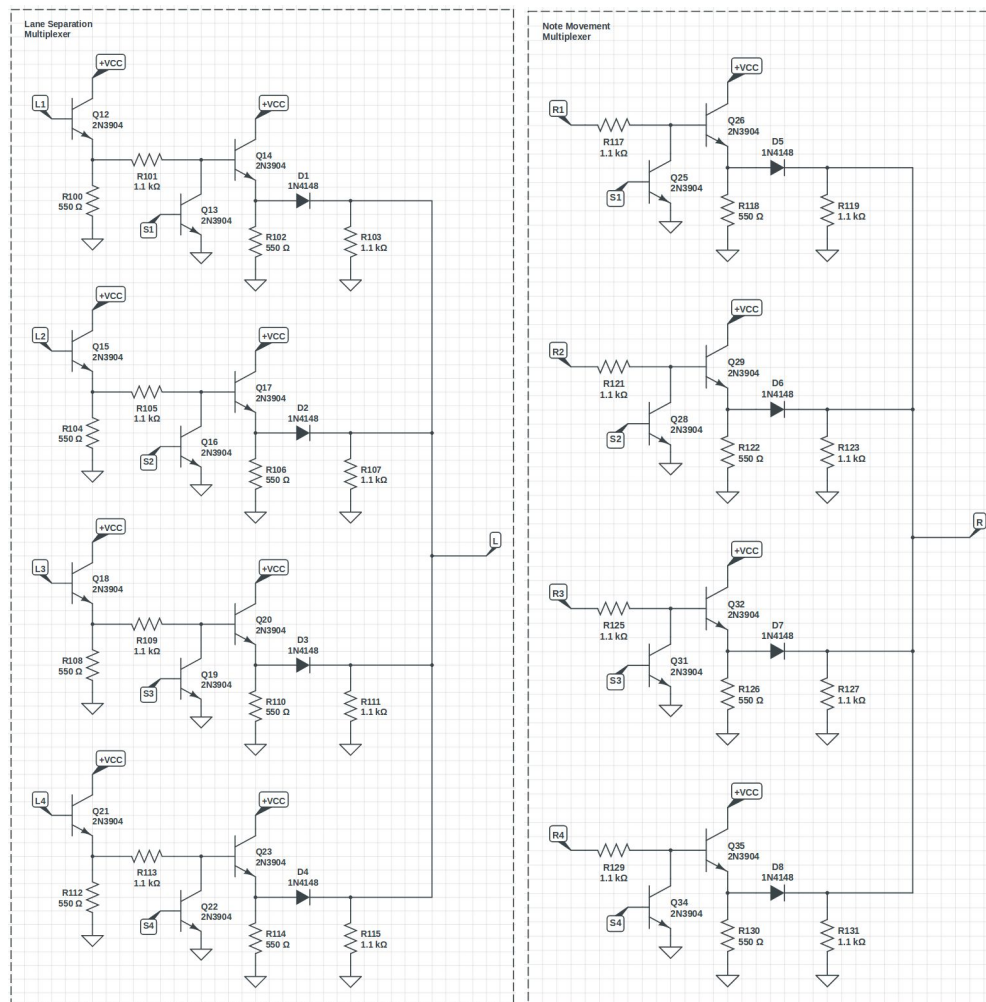 Lane Separation
Multiplexer
+VCC
L1
Q12
2N3904
+VCC
Q14
2N3904
R101
1.1 kΩ
D1
1N4148
R100
550 Ω
Q13
2N3904
S1
R102
550 Ω
R103
1.1 kΩ
+VCC
L2
Q15
2N3904
+VCC
Q17
2N3904
R105
1.1 kΩ
D2
1N4148
R104
550 Ω
Q16
2N3904
S2
R106
550 Ω
R107
1.1 kΩ
+VCC
L
L3
Q18
2N3904
+VCC
Q20
2N3904
R109
1.1 kΩ
D3
1N4148
R108
550 Ω
Q19
2N3904
S3
R110
550 Ω
R111
1.1 kΩ
+VCC
L4
Q21
2N3904
+VCC
Q23
2N3904
R113
1.1 kΩ
D4
1N4148
R112
550 Ω
Q22
2N3904
S4
R114
550 Ω
R115
1.1 kΩ
Note Movement
Multiplexer
+VCC
R1
Q26
2N3904
R117
1.1 kΩ
D5
1N4148
Q25
2N3904
S1
R118
550 Ω
R119
1.1 kΩ
+VCC
R2
Q29
2N3904
R121
1.1 kΩ
D6
1N4148
Q28
2N3904
S2
R122
550 Ω
R123
1.1 kΩ
R
+VCC
R3
Q32
2N3904
R125
1.1 kΩ
D7
1N4148
Q31
2N3904
S3
R126
550 Ω
R127
1.1 kΩ
+VCC
R4
Q35
2N3904
R129
1.1 kΩ
D8
1N4148
Q34
2N3904
S4
R130
550 Ω
R131
1.1 kΩ